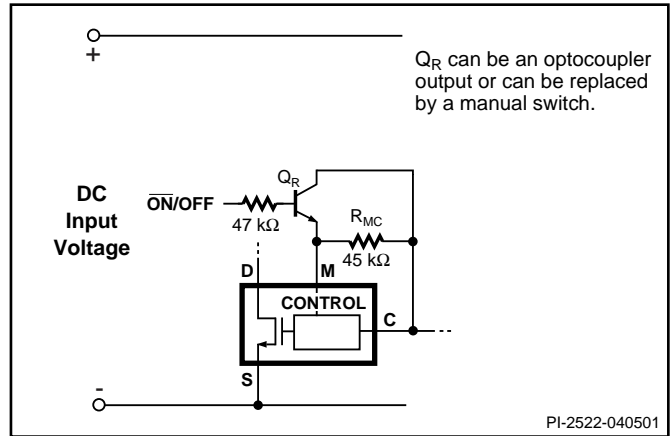 +
Q_R can be an optocoupler
output or can be replaced
by a manual switch.
Q_R
DC
Input
Voltage
O̅N̅/OFF
47 kΩ
R_MC
45 kΩ
D
M
CONTROL
C
S
-
PI-2522-040501